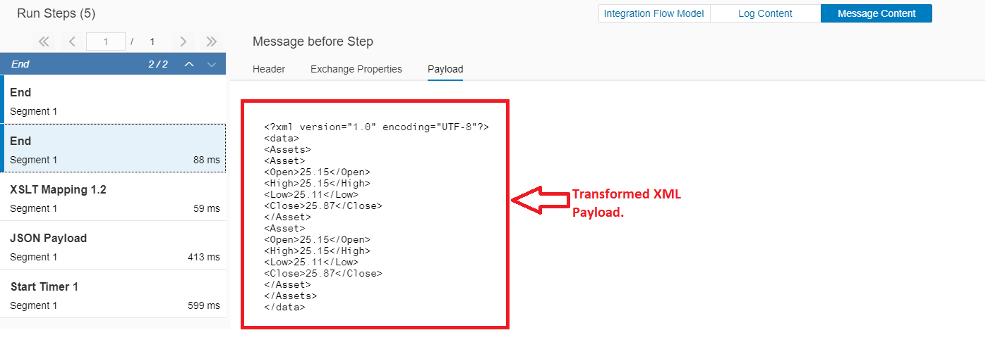 Run Steps (5)
Integration Flow Model
Log Content
Message Content
1 / 1
Message before Step
End 2 / 2
Header
Exchange Properties
Payload
End
Segment 1
End
Segment 1 88 ms
XSLT Mapping 1.2
Segment 1 59 ms
JSON Payload
Segment 1 413 ms
Start Timer 1
Segment 1 599 ms
<?xml version="1.0" encoding="UTF-8"?>
<data>
<Assets>
<Asset>
<Open>25.15</Open>
<High>25.15</High>
<Low>25.11</Low>
<Close>25.87</Close>
</Asset>
<Asset>
<Open>25.15</Open>
<High>25.15</High>
<Low>25.11</Low>
<Close>25.87</Close>
</Asset>
</Assets>
</data>
Transformed XML
Payload.